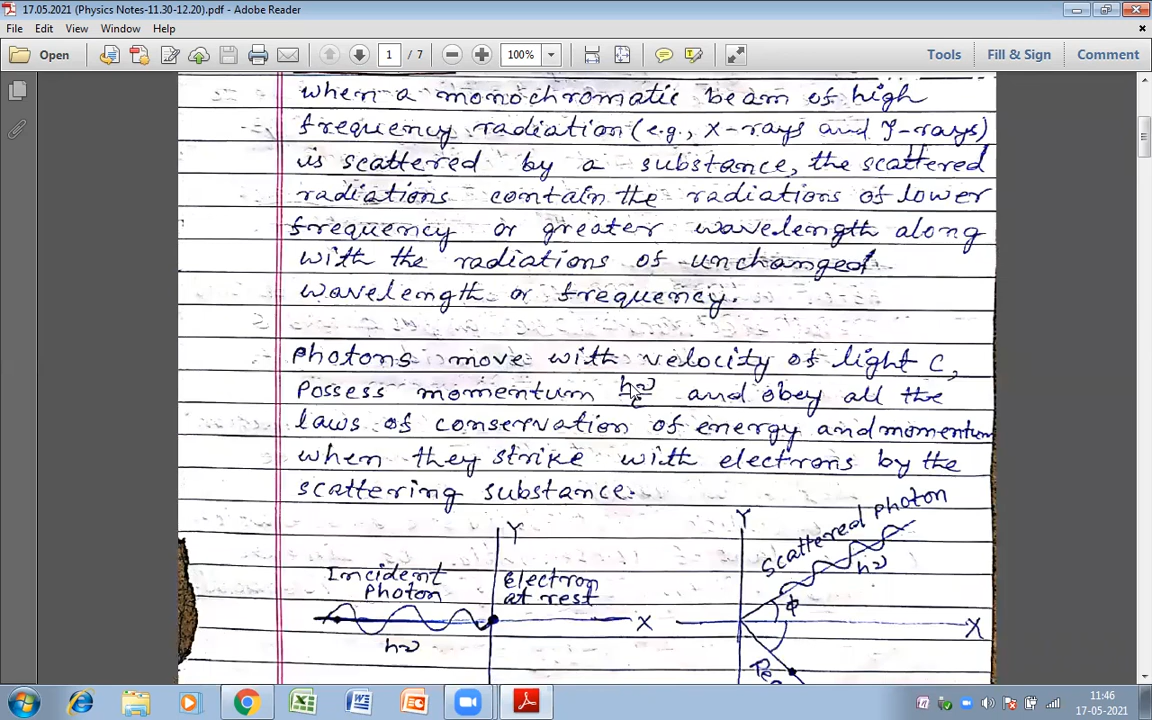 17.05.2021 (Physics Notes-11.30-12.20).pdf - Adobe Reader
File Edit View Window Help
Open 1 / 7 100% Tools Fill & Sign Comment
when a monochromatic beam of high
frequency radiation (e.g., X-rays and γ-rays)
is scattered by a substance, the scattered
radiations contain the radiations of lower
frequency or greater wavelength along
with the radiations of unchanged
wavelength or frequency.
photons move with velocity of light C,
possess momentum hν/c and obey all the
laws of conservation of energy and momentum
when they strike with electrons by the
scattering substance.
Y Y Scattered photon
Incident Photon
Electron at rest
hν
X
hν
ϕ
X
11:46
17-05-2021